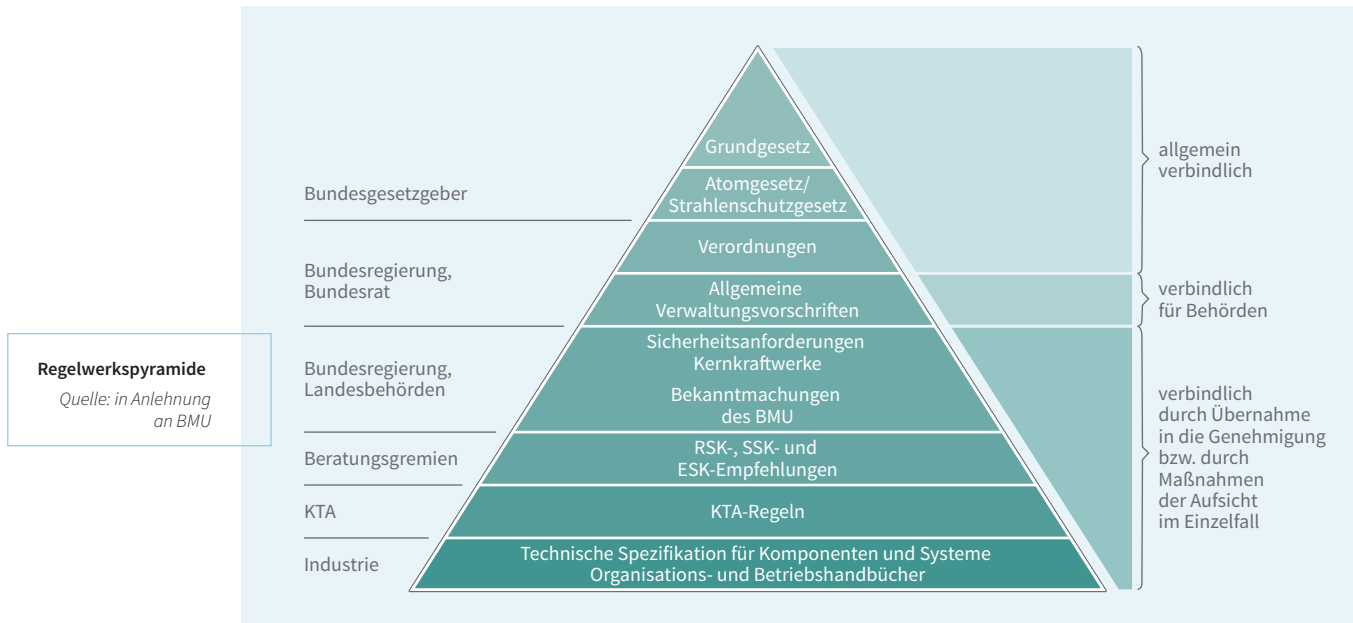 Grundgesetz
Bundesgesetzgeber
Atomgesetz/
Strahlenschutzgesetz
allgemein
verbindlich
Bundesregierung,
Bundesrat
Verordnungen
Allgemeine
Verwaltungsvorschriften
verbindlich
für Behörden
Regelwerkspyramide
Quelle: in Anlehnung
an BMU
Bundesregierung,
Landesbehörden
Sicherheitsanforderungen
Kernkraftwerke
Bekanntmachungen
des BMU
Beratungsgremien
RSK-, SSK- und
ESK-Empfehlungen
KTA
KTA-Regeln
Industrie
Technische Spezifikation für Komponenten und Systeme
Organisations- und Betriebshandbücher
verbindlich
durch Übernahme
in die Genehmigung
bzw. durch
Maßnahmen
der Aufsicht
im Einzelfall